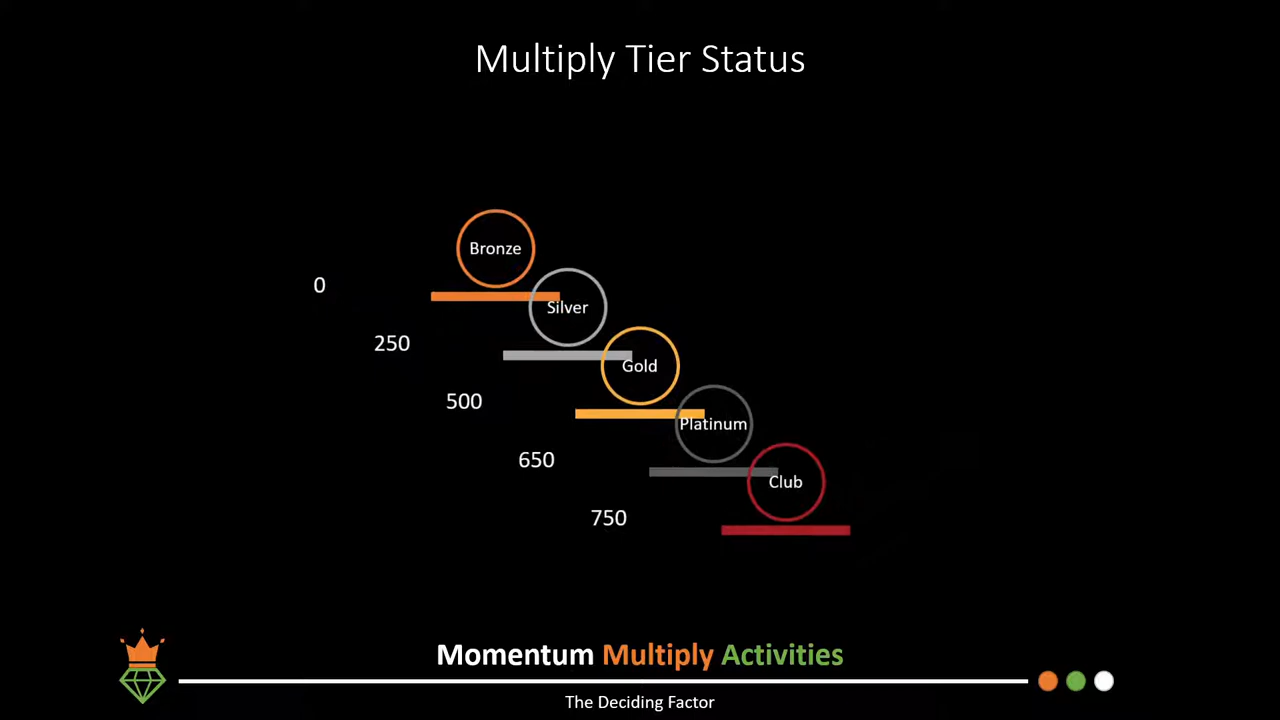 Multiply Tier Status
Bronze
0
Silver
250
Gold
500
Platinum
650
Club
750
Momentum Multiply Activities
The Deciding Factor